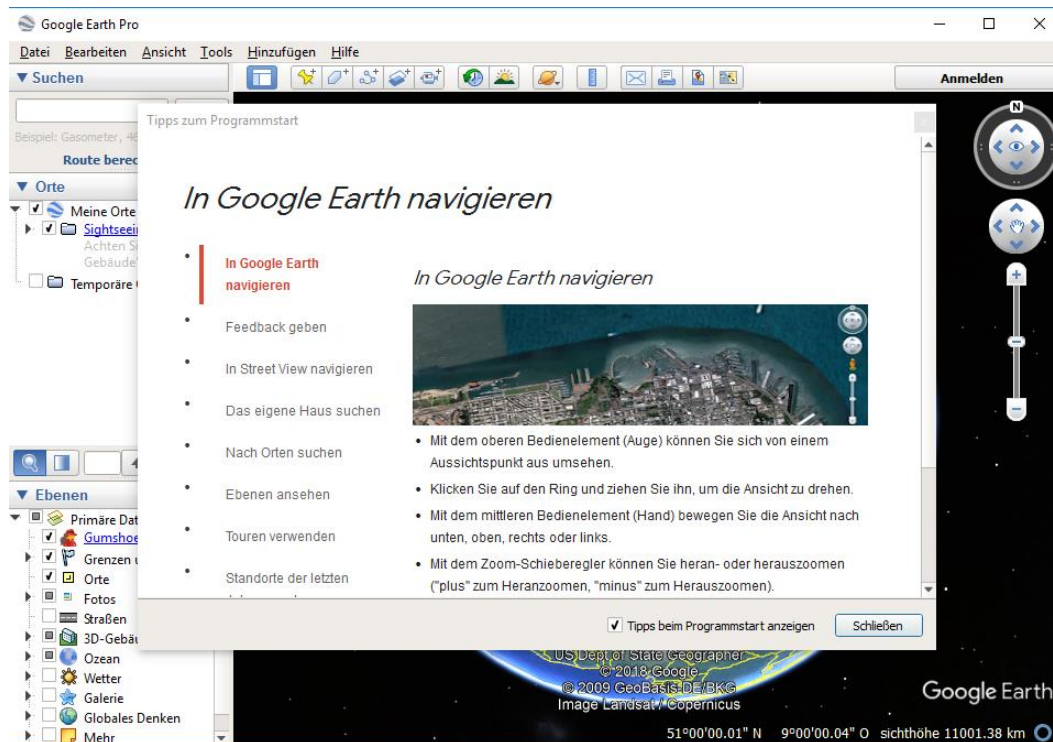 Google Earth Pro
Datei Bearbeiten Ansicht Tools Hinzufügen Hilfe
Suchen
Anmelden
Beispiel: Gasometer,
Route
Orte
Meine Orte
Achten
Temporäre
Tipps zum Programmstart
In Google Earth navigieren
In Google Earth
navigieren
Feedback geben
In Street View navigieren
Das eigene Haus suchen
Nach Orten suchen
Ebenen ansehen
Touren verwenden
Standorte der letzten
In Google Earth navigieren
• Mit dem oberen Bedienelement (Auge) können Sie sich von einem
Aussichtspunkt aus umsehen.
• Klicken Sie auf den Ring und ziehen Sie ihn, um die Ansicht zu drehen.
• Mit dem mittleren Bedienelement (Hand) bewegen Sie die Ansicht nach
unten, oben, rechts oder links.
• Mit dem Zoom-Schieberegler können Sie heran- oder herauszoomen
("plus" zum Heranzoomen, "minus" zum Herauszoomen).
Tipps beim Programmstart anzeigen
Schließen
N
Ebenen
Primäre Dat
Gumshoe
Grenzen
Orte
Fotos
Straßen
3D-Gebäu
Ozean
Wetter
Galerie
Globales Denken
Mehr
US Dept of State Geographer
© 2018 Google
© 2009 GeoBasis-DE/BKG
Image Landsat / Copernicus
Google Earth
51°00'00.01" N 9°00'00.04" O sichthöhe 11001.38 km